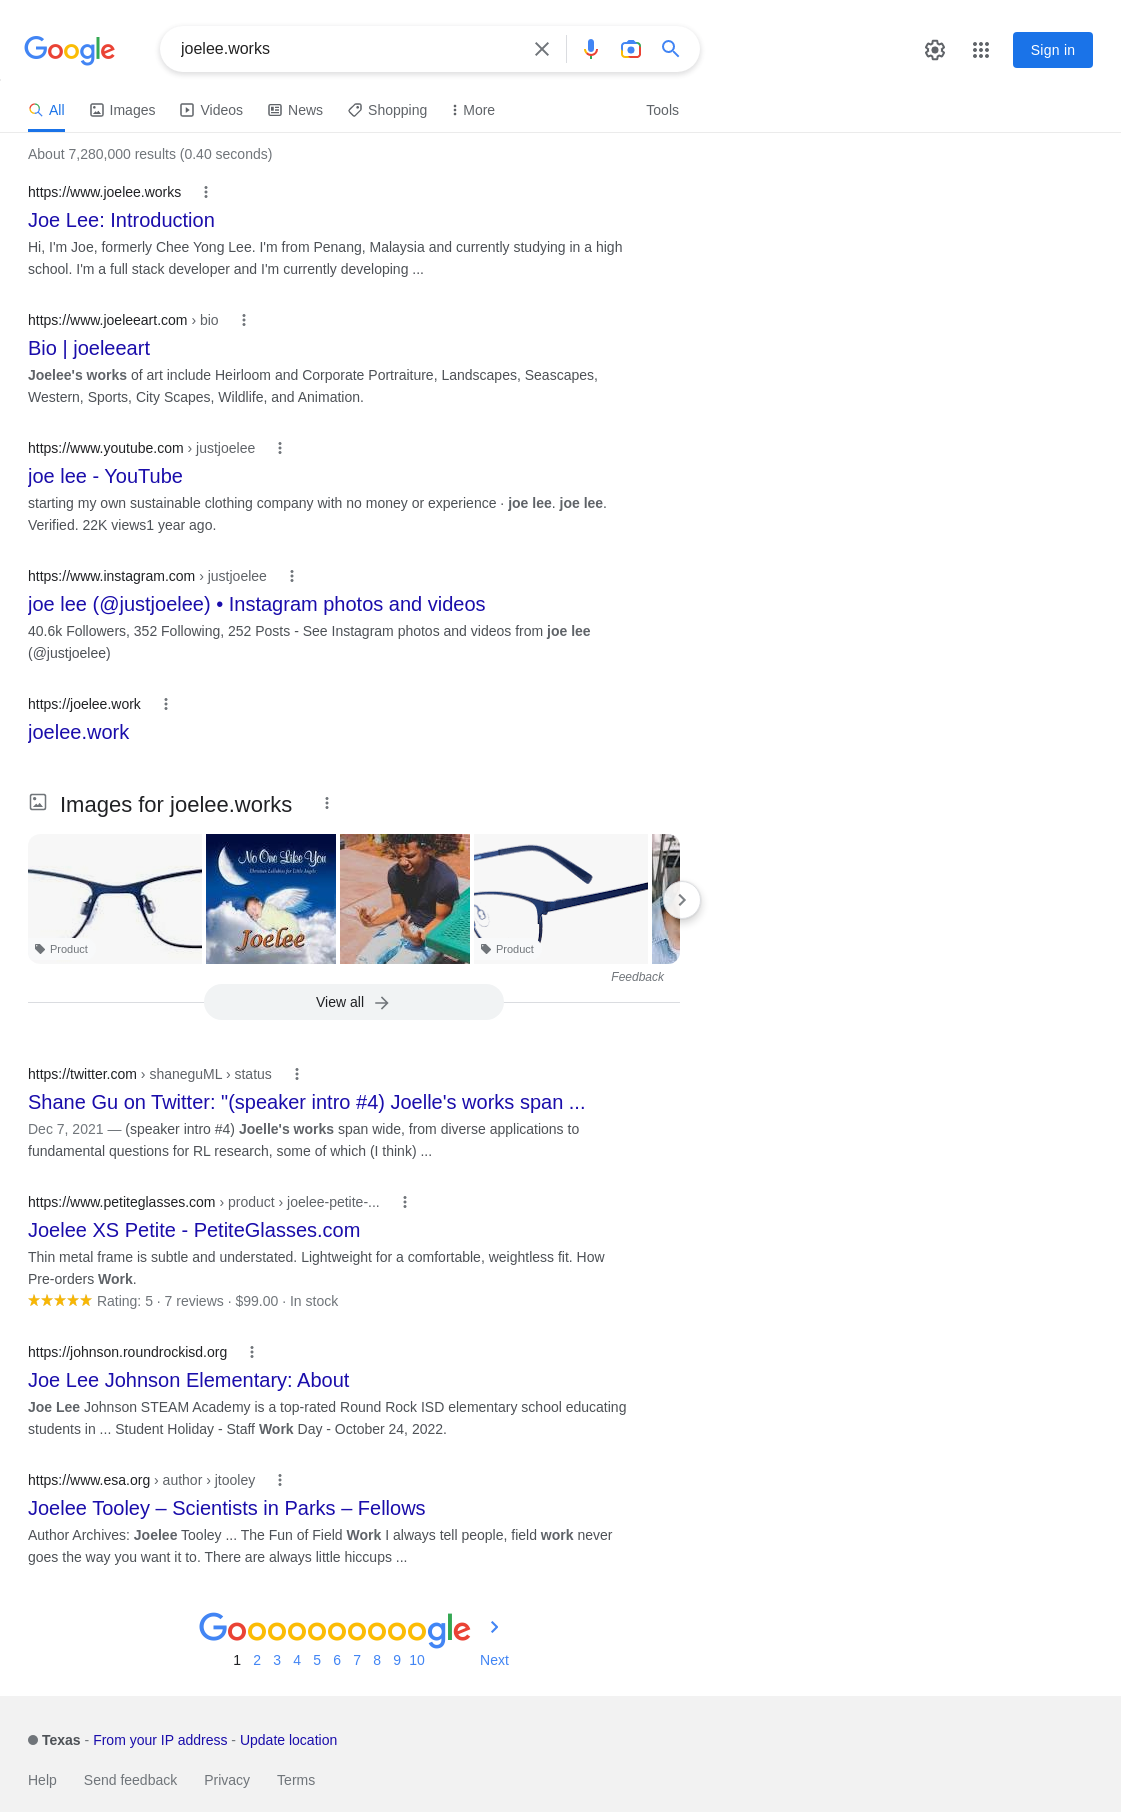 Google
joelee.works
Sign in
All
Images
Videos
News
Shopping
More
Tools
About 7,280,000 results (0.40 seconds)
https://www.joelee.works
Joe Lee: Introduction
Hi, I'm Joe, formerly Chee Yong Lee. I'm from Penang, Malaysia and currently studying in a high
school. I'm a full stack developer and I'm currently developing ...
https://www.joeleeart.com › bio
Bio | joeleeart
Joelee's works of art include Heirloom and Corporate Portraiture, Landscapes, Seascapes,
Western, Sports, City Scapes, Wildlife, and Animation.
https://www.youtube.com › justjoelee
joe lee - YouTube
starting my own sustainable clothing company with no money or experience · joe lee. joe lee.
Verified. 22K views1 year ago.
https://www.instagram.com › justjoelee
joe lee (@justjoelee) • Instagram photos and videos
40.6k Followers, 352 Following, 252 Posts - See Instagram photos and videos from joe lee
(@justjoelee)
https://joelee.work
joelee.work
Images for joelee.works
No One Like You
Christian Lullabies for Little Angels
Joelee
Product
Product
Feedback
View all
https://twitter.com › shaneguML › status
Shane Gu on Twitter: "(speaker intro #4) Joelle's works span ...
Dec 7, 2021 — (speaker intro #4) Joelle's works span wide, from diverse applications to
fundamental questions for RL research, some of which (I think) ...
https://www.petiteglasses.com › product › joelee-petite-...
Joelee XS Petite - PetiteGlasses.com
Thin metal frame is subtle and understated. Lightweight for a comfortable, weightless fit. How
Pre-orders Work.
Rating: 5 · 7 reviews · $99.00 · In stock
https://johnson.roundrockisd.org
Joe Lee Johnson Elementary: About
Joe Lee Johnson STEAM Academy is a top-rated Round Rock ISD elementary school educating
students in ... Student Holiday - Staff Work Day - October 24, 2022.
https://www.esa.org › author › jtooley
Joelee Tooley – Scientists in Parks – Fellows
Author Archives: Joelee Tooley ... The Fun of Field Work I always tell people, field work never
goes the way you want it to. There are always little hiccups ...
Goooooooooogle
1 2 3 4 5 6 7 8 9 10 Next
Texas - From your IP address - Update location
Help Send feedback Privacy Terms